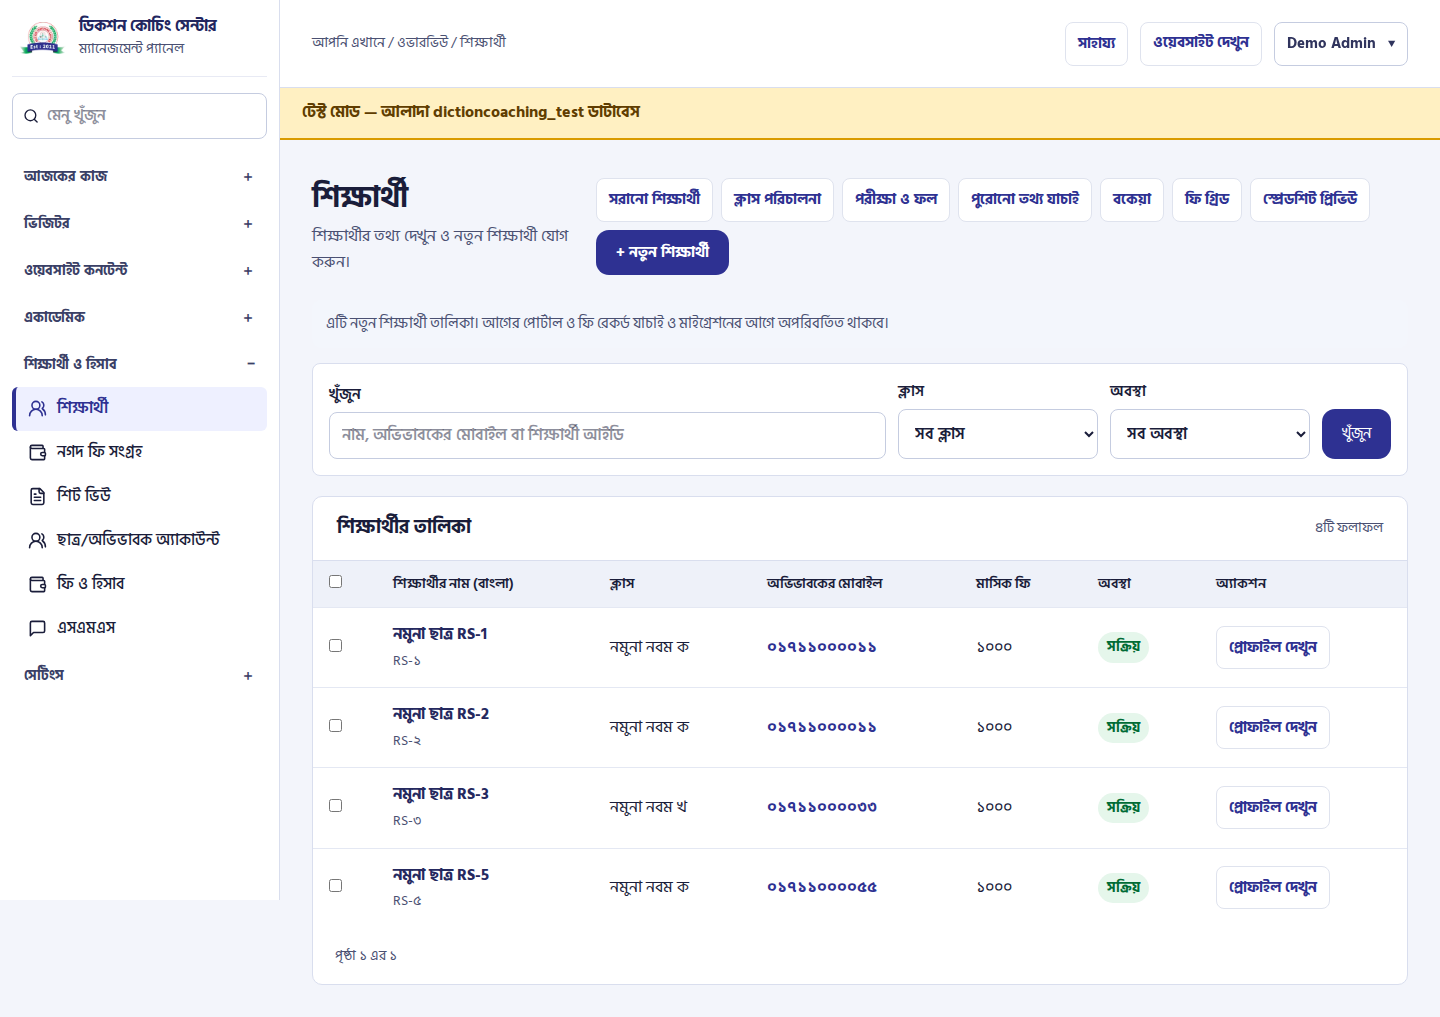 ডিকশন কোচিং সেন্টার
ম্যানেজমেন্ট প্যানেল
Est : 2011
মেনু খুঁজুন
আজকের কাজ +
ভিজিটর +
ওয়েবসাইট কনটেন্ট +
একাডেমিক +
শিক্ষার্থী ও হিসাব −
শিক্ষার্থী
নগদ ফি সংগ্রহ
শিট ভিউ
ছাত্র/অভিভাবক অ্যাকাউন্ট
ফি ও হিসাব
এসএমএস
সেটিংস +
আপনি এখানে / ওভারভিউ / শিক্ষার্থী
সাহায্য
ওয়েবসাইট দেখুন
Demo Admin ▾
টেস্ট মোড — আলাদা dictioncoaching_test ডাটাবেস
শিক্ষার্থী
শিক্ষার্থীর তথ্য দেখুন ও নতুন শিক্ষার্থী যোগ
করুন।
সরানো শিক্ষার্থী
ক্লাস পরিচালনা
পরীক্ষা ও ফল
পুরোনো তথ্য যাচাই
বকেয়া
ফি গ্রিড
স্প্রেডশিট প্রিভিউ
+ নতুন শিক্ষার্থী
এটি নতুন শিক্ষার্থী তালিকা। আগের পোর্টাল ও ফি রেকর্ড যাচাই ও মাইগ্রেশনের আগে অপরিবর্তিত থাকবে।
খুঁজুন
নাম, অভিভাবকের মোবাইল বা শিক্ষার্থী আইডি
ক্লাস
সব ক্লাস
অবস্থা
সব অবস্থা
খুঁজুন
শিক্ষার্থীর তালিকা
৪টি ফলাফল
শিক্ষার্থীর নাম (বাংলা) ক্লাস অভিভাবকের মোবাইল মাসিক ফি অবস্থা অ্যাকশন
নমুনা ছাত্র RS-1
RS-১
নমুনা নবম ক ০১৭১১০০০০১১ ১০০০ সক্রিয় প্রোফাইল দেখুন
নমুনা ছাত্র RS-2
RS-২
নমুনা নবম ক ০১৭১১০০০০১১ ১০০০ সক্রিয় প্রোফাইল দেখুন
নমুনা ছাত্র RS-3
RS-৩
নমুনা নবম খ ০১৭১১০০০০৩৩ ১০০০ সক্রিয় প্রোফাইল দেখুন
নমুনা ছাত্র RS-5
RS-৫
নমুনা নবম ক ০১৭১১০০০০৫৫ ১০০০ সক্রিয় প্রোফাইল দেখুন
পৃষ্ঠা ১ এর ১